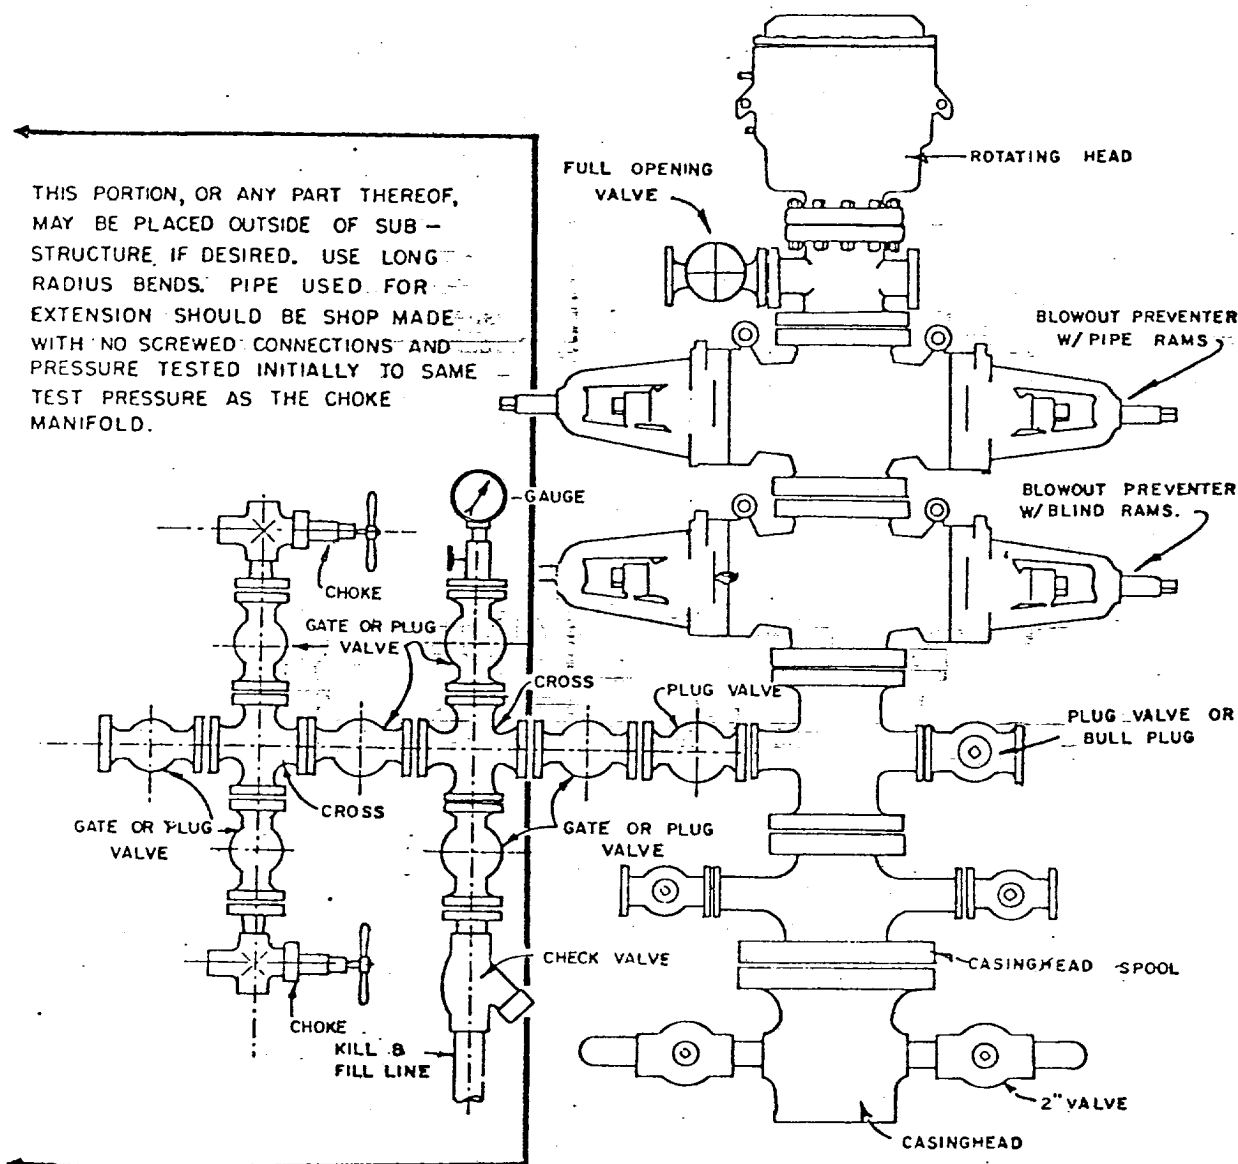 ROTATING HEAD
FULL OPENING
VALVE
THIS PORTION, OR ANY PART THEREOF,
MAY BE PLACED OUTSIDE OF SUB-
STRUCTURE IF DESIRED. USE LONG
RADIUS BENDS. PIPE USED FOR
EXTENSION SHOULD BE SHOP MADE
WITH NO SCREWED CONNECTIONS AND
PRESSURE TESTED INITIALLY TO SAME
TEST PRESSURE AS THE CHOKE
MANIFOLD.
BLOWOUT PREVENTER
W/ PIPE RAMS
GAUGE
BLOWOUT PREVENTER
W/BLIND RAMS.
CHOKE
GATE OR PLUG
VALVE
CROSS
PLUG VALVE
PLUG VALVE OR
BULL PLUG
CROSS
GATE OR PLUG
VALVE
GATE OR PLUG
VALVE
CHECK VALVE
CASINGHEAD SPOOL
CHOKE
KILL &
FILL LINE
2" VALVE
CASINGHEAD